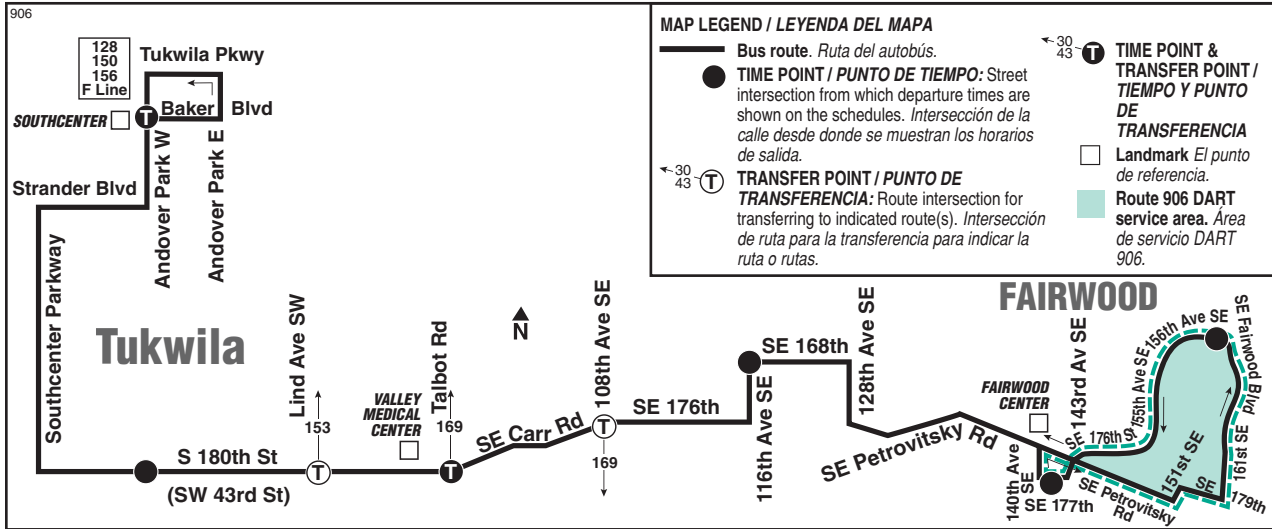 906
128
150
156
F Line
Tukwila Pkwy
Baker Blvd
SOUTHCENTER
T
Andover Park W
Andover Park E
Strander Blvd
Southcenter Parkway
Tukwila
S 180th St
(SW 43rd St)
Lind Ave SW
153
T
VALLEY
MEDICAL
CENTER
Talbot Rd
169
T
SE Carr Rd
N
108th Ave SE
T
169
SE 176th
116th Ave SE
SE 168th
128th Ave SE
SE Petrovitsky Rd
FAIRWOOD
FAIRWOOD
CENTER
143rd Av SE
140th Ave
SE
SE 177th
SE 176th St
155th Ave SE
156th Ave SE
SE Fairwood Blvd
161st SE
151st SE
SE 179th
SE Petrovitsky
Rd
MAP LEGEND / LEYENDA DEL MAPA
Bus route. Ruta del autobús.
TIME POINT / PUNTO DE TIEMPO: Street
intersection from which departure times are
shown on the schedules. Intersección de la
calle desde donde se muestran los horarios
de salida.
30
43
T
TRANSFER POINT / PUNTO DE
TRANSFERENCIA: Route intersection for
transferring to indicated route(s). Intersección
de ruta para la transferencia para indicar la
ruta o rutas.
30
43
T
TIME POINT &
TRANSFER POINT /
TIEMPO Y PUNTO
DE
TRANSFERENCIA
Landmark El punto
de referencia.
Route 906 DART
service area. Área
de servicio DART
906.